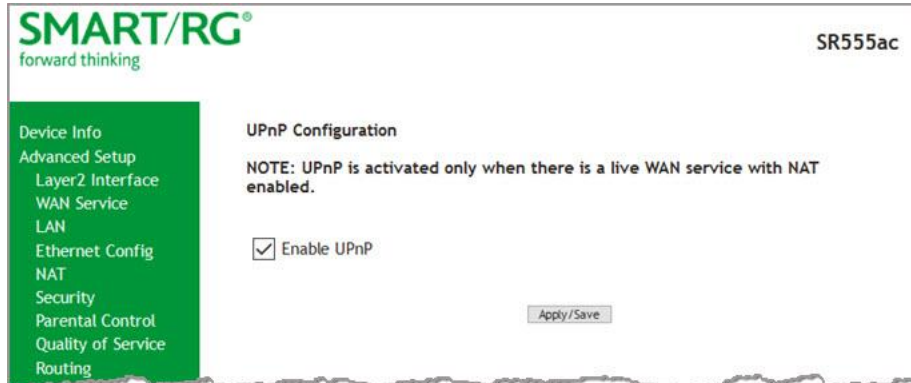 SMART/RG®
forward thinking
SR555ac
Device Info
Advanced Setup
Layer2 Interface
WAN Service
LAN
Ethernet Config
NAT
Security
Parental Control
Quality of Service
Routing
UPnP Configuration
NOTE: UPnP is activated only when there is a live WAN service with NAT
enabled.
Enable UPnP
Apply/Save